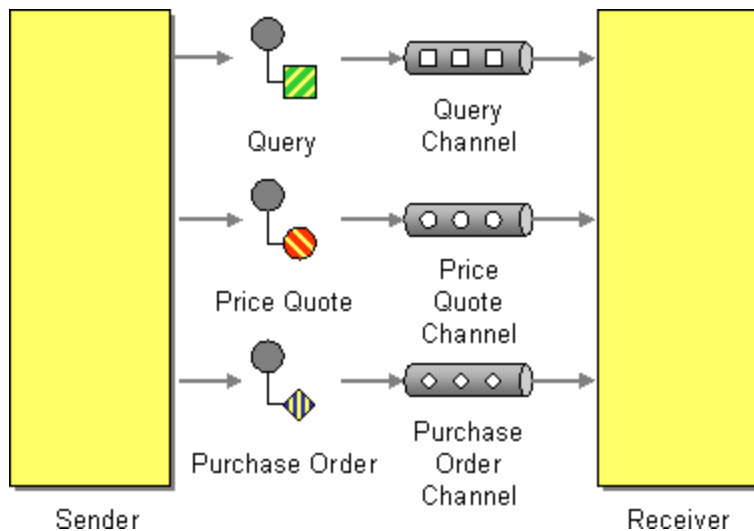 Query
Query
Channel
Price Quote
Price
Quote
Channel
Purchase Order
Purchase
Order
Channel
Sender
Receiver